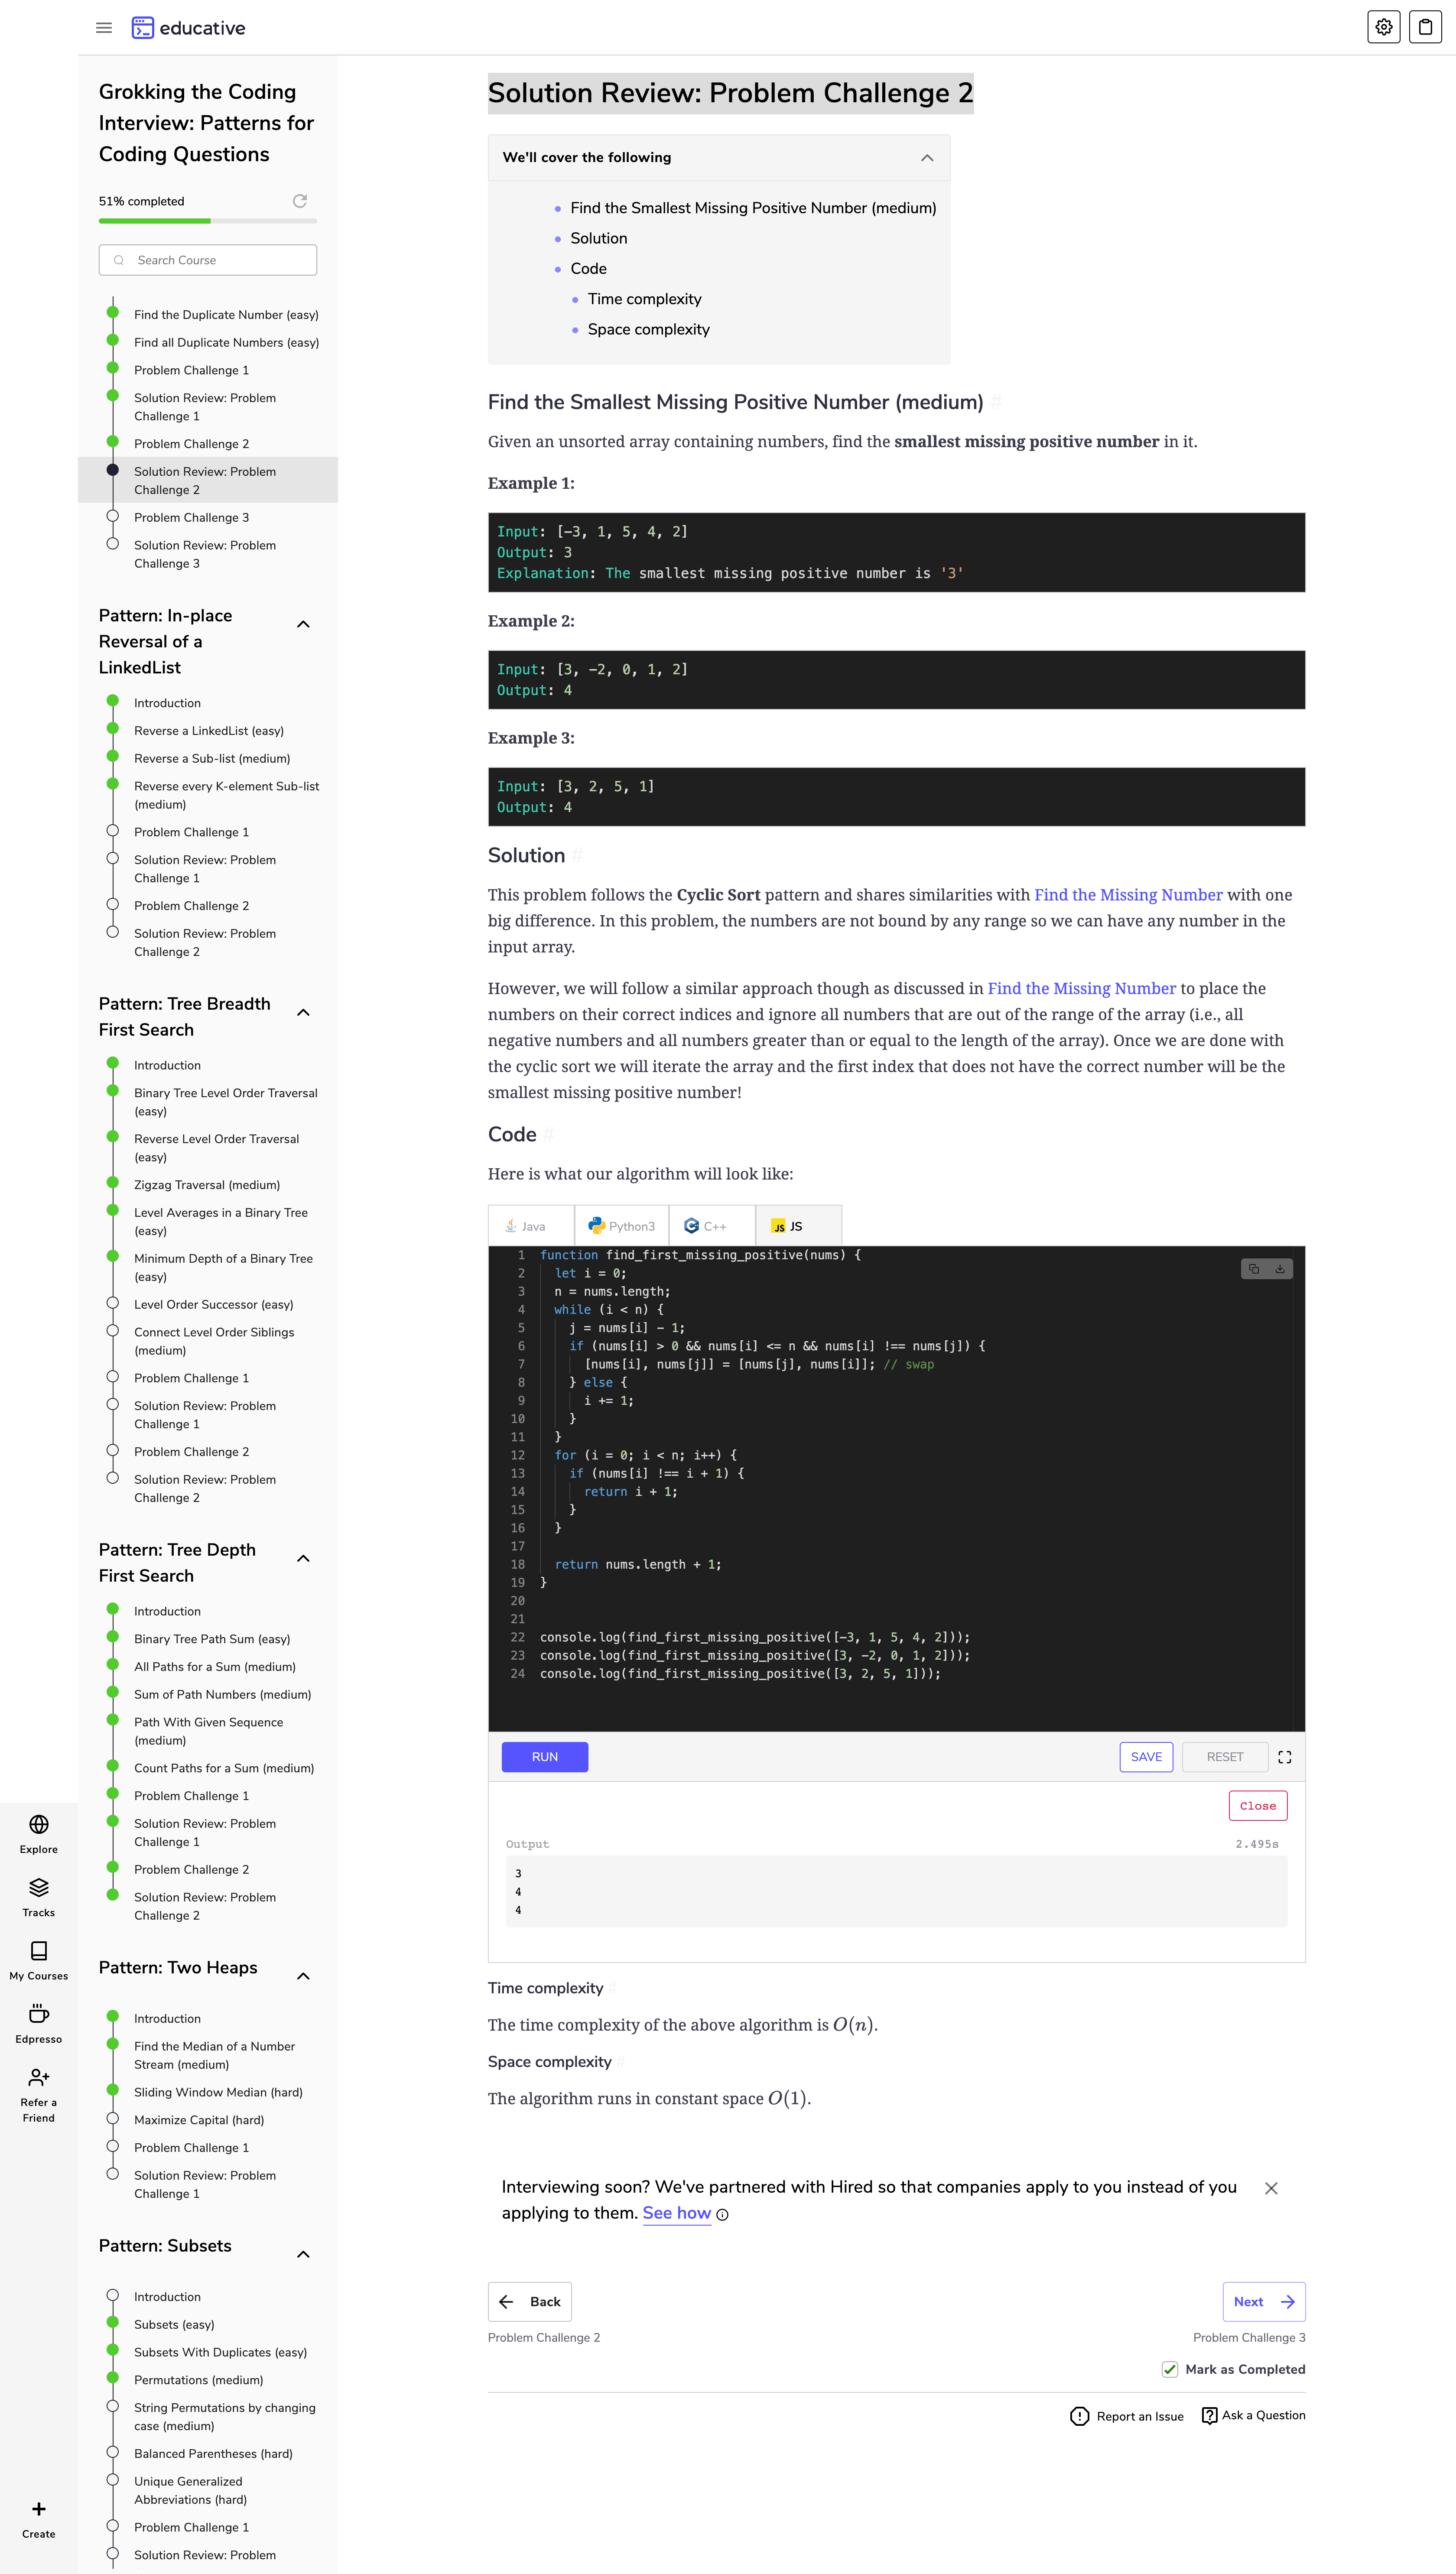 educative
Grokking the Coding
Interview: Patterns for
Coding Questions
51% completed
Search Course
Find the Duplicate Number (easy)
Find all Duplicate Numbers (easy)
Problem Challenge 1
Solution Review: Problem
Challenge 1
Problem Challenge 2
Solution Review: Problem
Challenge 2
Problem Challenge 3
Solution Review: Problem
Challenge 3
Pattern: In-place
Reversal of a
LinkedList
Introduction
Reverse a LinkedList (easy)
Reverse a Sub-list (medium)
Reverse every K-element Sub-list
(medium)
Problem Challenge 1
Solution Review: Problem
Challenge 1
Problem Challenge 2
Solution Review: Problem
Challenge 2
Pattern: Tree Breadth
First Search
Introduction
Binary Tree Level Order Traversal
(easy)
Reverse Level Order Traversal
(easy)
Zigzag Traversal (medium)
Level Averages in a Binary Tree
(easy)
Minimum Depth of a Binary Tree
(easy)
Level Order Successor (easy)
Connect Level Order Siblings
(medium)
Problem Challenge 1
Solution Review: Problem
Challenge 1
Problem Challenge 2
Solution Review: Problem
Challenge 2
Pattern: Tree Depth
First Search
Introduction
Binary Tree Path Sum (easy)
All Paths for a Sum (medium)
Sum of Path Numbers (medium)
Path With Given Sequence
(medium)
Count Paths for a Sum (medium)
Problem Challenge 1
Solution Review: Problem
Challenge 1
Problem Challenge 2
Solution Review: Problem
Challenge 2
Pattern: Two Heaps
Introduction
Find the Median of a Number
Stream (medium)
Sliding Window Median (hard)
Maximize Capital (hard)
Problem Challenge 1
Solution Review: Problem
Challenge 1
Pattern: Subsets
Introduction
Subsets (easy)
Subsets With Duplicates (easy)
Permutations (medium)
String Permutations by changing
case (medium)
Balanced Parentheses (hard)
Unique Generalized
Abbreviations (hard)
Problem Challenge 1
Solution Review: Problem
Explore
Tracks
My Courses
Edpresso
Refer a
Friend
Create
Solution Review: Problem Challenge 2
We'll cover the following
Find the Smallest Missing Positive Number (medium)
Solution
Code
Time complexity
Space complexity
Find the Smallest Missing Positive Number (medium) #
Given an unsorted array containing numbers, find the smallest missing positive number in it.
Example 1:
Input: [-3, 1, 5, 4, 2]
Output: 3
Explanation: The smallest missing positive number is '3'
Example 2:
Input: [3, -2, 0, 1, 2]
Output: 4
Example 3:
Input: [3, 2, 5, 1]
Output: 4
Solution #
This problem follows the Cyclic Sort pattern and shares similarities with Find the Missing Number with one
big difference. In this problem, the numbers are not bound by any range so we can have any number in the
input array.
However, we will follow a similar approach though as discussed in Find the Missing Number to place the
numbers on their correct indices and ignore all numbers that are out of the range of the array (i.e., all
negative numbers and all numbers greater than or equal to the length of the array). Once we are done with
the cyclic sort we will iterate the array and the first index that does not have the correct number will be the
smallest missing positive number!
Code #
Here is what our algorithm will look like:
Java Python3 C++ JS JS
1 function find_first_missing_positive(nums) {
2 let i = 0;
3 n = nums.length;
4 while (i < n) {
5 j = nums[i] - 1;
6 if (nums[i] > 0 && nums[i] <= n && nums[i] !== nums[j]) {
7 [nums[i], nums[j]] = [nums[j], nums[i]]; // swap
8 } else {
9 i += 1;
10 }
11 }
12 for (i = 0; i < n; i++) {
13 if (nums[i] !== i + 1) {
14 return i + 1;
15 }
16 }
17
18 return nums.length + 1;
19 }
20
21
22 console.log(find_first_missing_positive([-3, 1, 5, 4, 2]));
23 console.log(find_first_missing_positive([3, -2, 0, 1, 2]));
24 console.log(find_first_missing_positive([3, 2, 5, 1]));
RUN SAVE RESET
Close
Output 2.495s
3
4
4
Time complexity #
The time complexity of the above algorithm is O(n).
Space complexity #
The algorithm runs in constant space O(1).
Interviewing soon? We've partnered with Hired so that companies apply to you instead of you
applying to them. See how
Back Next
Problem Challenge 2 Problem Challenge 3
Mark as Completed
Report an Issue Ask a Question